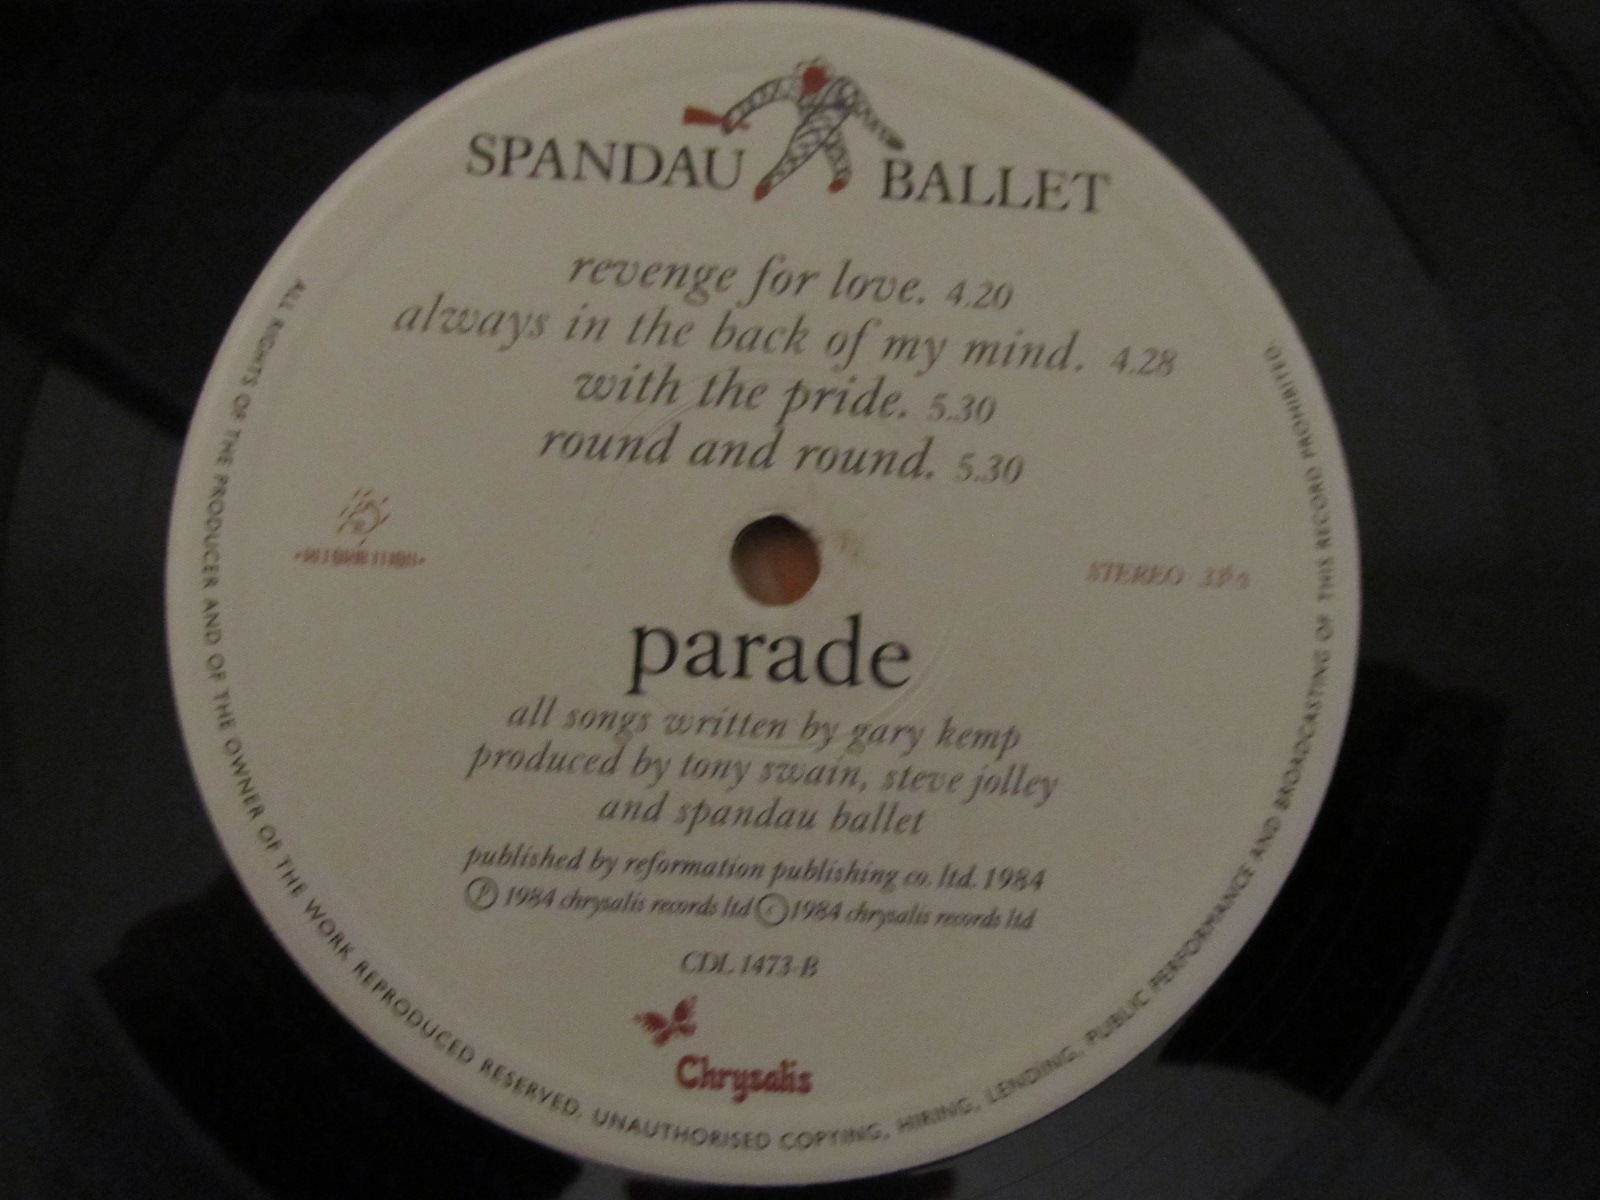 SPANDAU BALLET
revenge for love. 4.20
always in the back of my mind. 4.28
with the pride. 5.30
round and round. 5.30
STEREO 33⅓
parade
all songs written by gary kemp
produced by tony swain, steve jolley
and spandau ballet
published by reformation publishing co. ltd. 1984
Ⓟ 1984 chrysalis records ltd © 1984 chrysalis records ltd
CDL 1473-B
Chrysalis
ALL RIGHTS OF THE PRODUCER AND OF THE OWNER OF THE WORK REPRODUCED RESERVED. UNAUTHORISED COPYING, HIRING, LENDING, PUBLIC PERFORMANCE AND BROADCASTING OF THIS RECORD PROHIBITED.